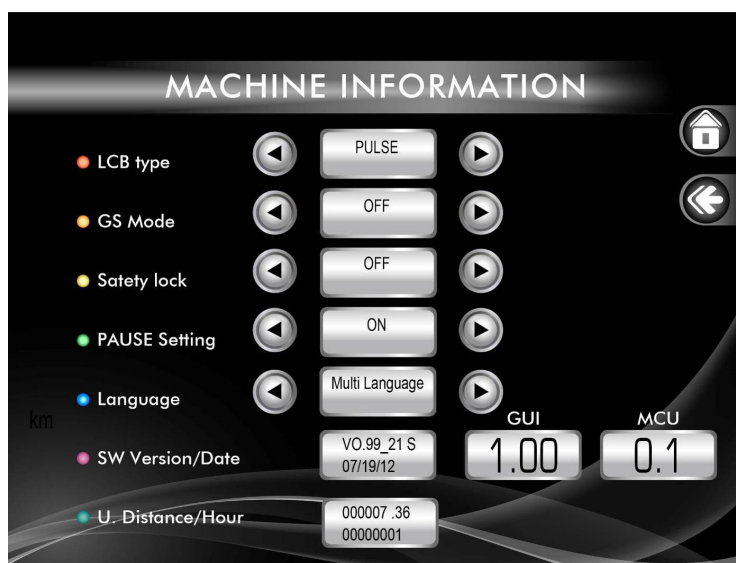 MACHINE INFORMATION
LCB type
PULSE
GS Mode
OFF
Satety lock
OFF
PAUSE Setting
ON
Language
Multi Language
km
GUI
MCU
SW Version/Date
VO.99_21 S
07/19/12
1.00
0.1
U. Distance/Hour
000007 .36
00000001